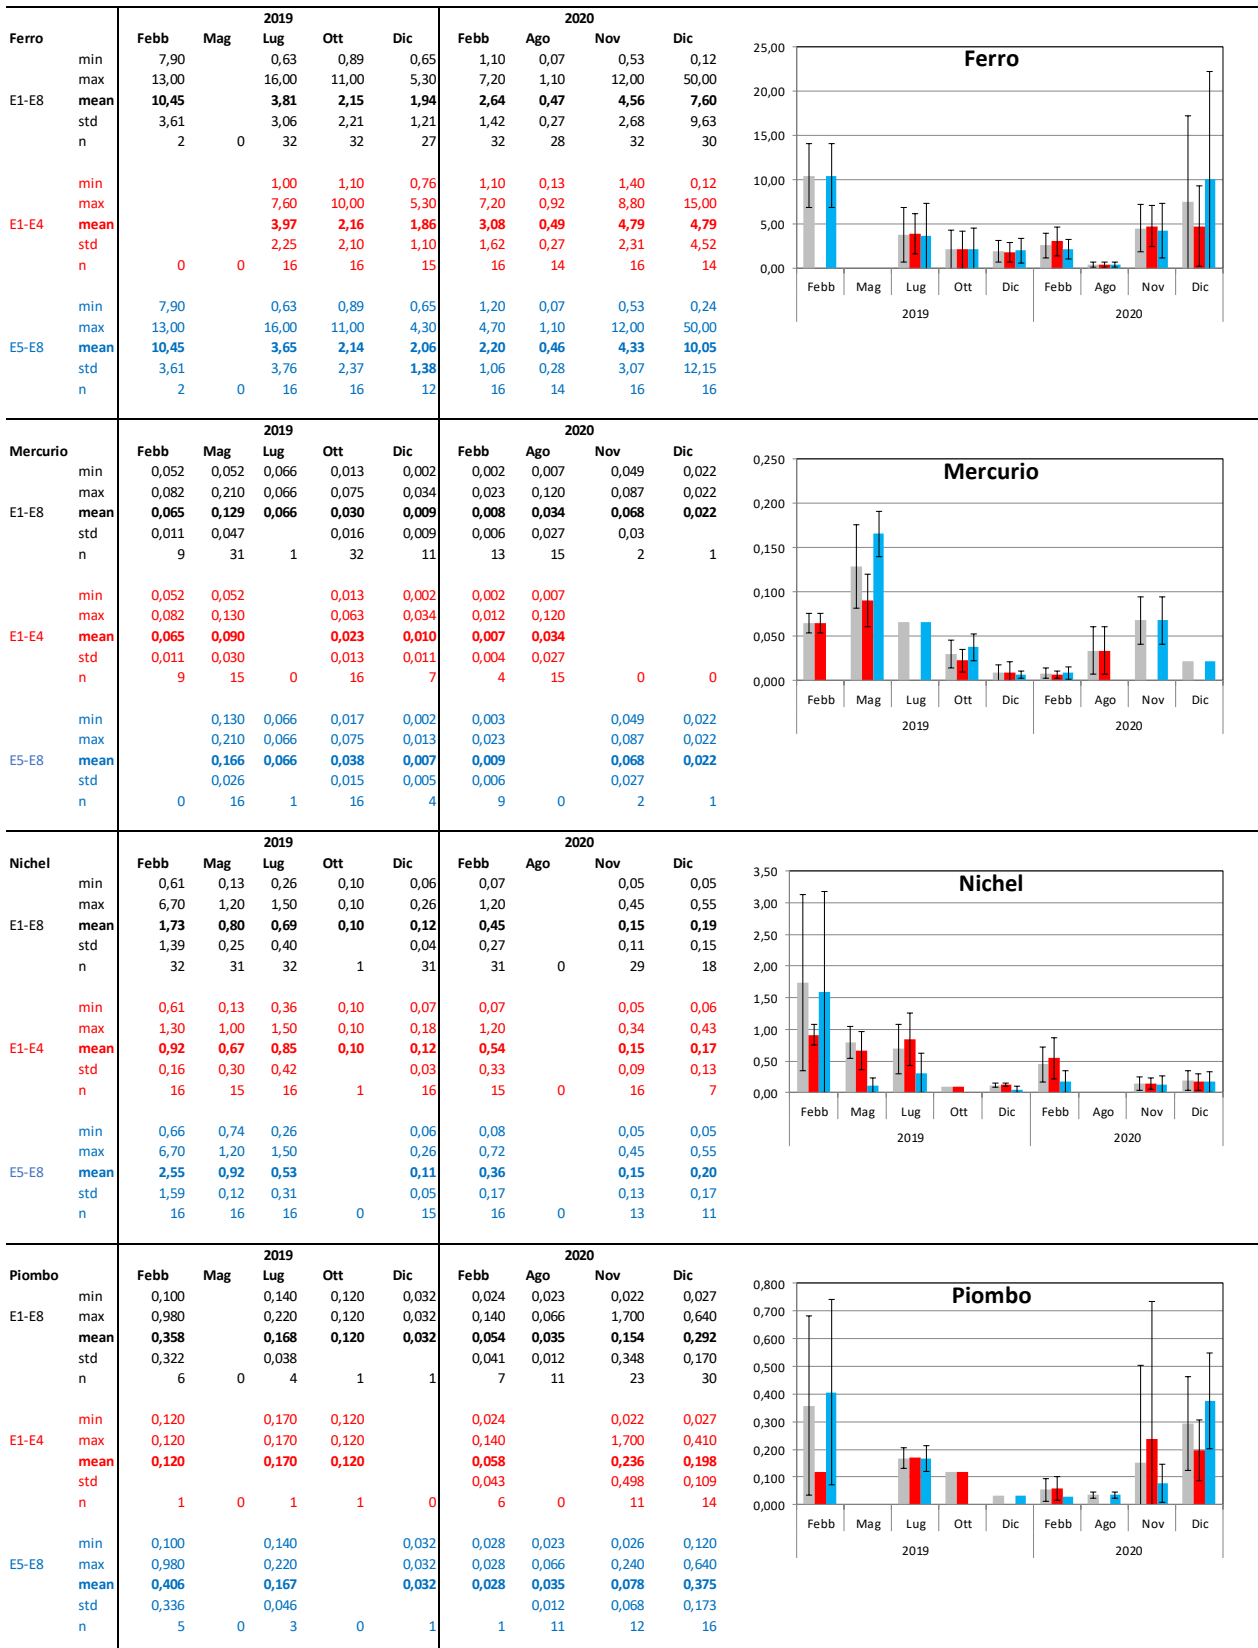 2019 2020
Ferro Febb Mag Lug Ott Dic Febb Ago Nov Dic
min 7,90 0,63 0,89 0,65 1,10 0,07 0,53 0,12
max 13,00 16,00 11,00 5,30 7,20 1,10 12,00 50,00
E1-E8 mean 10,45 3,81 2,15 1,94 2,64 0,47 4,56 7,60
std 3,61 3,06 2,21 1,21 1,42 0,27 2,68 9,63
n 2 0 32 32 27 32 28 32 30
min 1,00 1,10 0,76 1,10 0,13 1,40 0,12
max 7,60 10,00 5,30 7,20 0,92 8,80 15,00
E1-E4 mean 3,97 2,16 1,86 3,08 0,49 4,79 4,79
std 2,25 2,10 1,10 1,62 0,27 2,31 4,52
n 0 0 16 16 15 16 14 16 14
min 7,90 0,63 0,89 0,65 1,20 0,07 0,53 0,24
max 13,00 16,00 11,00 4,30 4,70 1,10 12,00 50,00
E5-E8 mean 10,45 3,65 2,14 2,06 2,20 0,46 4,33 10,05
std 3,61 3,76 2,37 1,38 1,06 0,28 3,07 12,15
n 2 0 16 16 12 16 14 16 16
Ferro
25,00
20,00
15,00
10,00
5,00
0,00
Febb Mag Lug Ott Dic Febb Ago Nov Dic
2019 2020
2019 2020
Mercurio Febb Mag Lug Ott Dic Febb Ago Nov Dic
min 0,052 0,052 0,066 0,013 0,002 0,002 0,007 0,049 0,022
max 0,082 0,210 0,066 0,075 0,034 0,023 0,120 0,087 0,022
E1-E8 mean 0,065 0,129 0,066 0,030 0,009 0,008 0,034 0,068 0,022
std 0,011 0,047 0,016 0,009 0,006 0,027 0,03
n 9 31 1 32 11 13 15 2 1
min 0,052 0,052 0,013 0,002 0,002 0,007
max 0,082 0,130 0,063 0,034 0,012 0,120
E1-E4 mean 0,065 0,090 0,023 0,010 0,007 0,034
std 0,011 0,030 0,013 0,011 0,004 0,027
n 9 15 0 16 7 4 15 0 0
min 0,130 0,066 0,017 0,002 0,003 0,049 0,022
max 0,210 0,066 0,075 0,013 0,023 0,087 0,022
E5-E8 mean 0,166 0,066 0,038 0,007 0,009 0,068 0,022
std 0,026 0,015 0,005 0,006 0,027
n 0 16 1 16 4 9 0 2 1
Mercurio
0,250
0,200
0,150
0,100
0,050
0,000
Febb Mag Lug Ott Dic Febb Ago Nov Dic
2019 2020
2019 2020
Nichel Febb Mag Lug Ott Dic Febb Ago Nov Dic
min 0,61 0,13 0,26 0,10 0,06 0,07 0,05 0,05
max 6,70 1,20 1,50 0,10 0,26 1,20 0,45 0,55
E1-E8 mean 1,73 0,80 0,69 0,10 0,12 0,45 0,15 0,19
std 1,39 0,25 0,40 0,04 0,27 0,11 0,15
n 32 31 32 1 31 31 0 29 18
min 0,61 0,13 0,36 0,10 0,07 0,07 0,05 0,06
max 1,30 1,00 1,50 0,10 0,18 1,20 0,34 0,43
E1-E4 mean 0,92 0,67 0,85 0,10 0,12 0,54 0,15 0,17
std 0,16 0,30 0,42 0,03 0,33 0,09 0,13
n 16 15 16 1 16 15 0 16 7
min 0,66 0,74 0,26 0,06 0,08 0,05 0,05
max 6,70 1,20 1,50 0,26 0,72 0,45 0,55
E5-E8 mean 2,55 0,92 0,53 0,11 0,36 0,15 0,20
std 1,59 0,12 0,31 0,05 0,17 0,13 0,17
n 16 16 16 0 15 16 0 13 11
Nichel
3,50
3,00
2,50
2,00
1,50
1,00
0,50
0,00
Febb Mag Lug Ott Dic Febb Ago Nov Dic
2019 2020
2019 2020
Piombo Febb Mag Lug Ott Dic Febb Ago Nov Dic
min 0,100 0,140 0,120 0,032 0,024 0,023 0,022 0,027
E1-E8 max 0,980 0,220 0,120 0,032 0,140 0,066 1,700 0,640
mean 0,358 0,168 0,120 0,032 0,054 0,035 0,154 0,292
std 0,322 0,038 0,041 0,012 0,348 0,170
n 6 0 4 1 1 7 11 23 30
min 0,120 0,170 0,120 0,024 0,022 0,027
E1-E4 max 0,120 0,170 0,120 0,140 1,700 0,410
mean 0,120 0,170 0,120 0,058 0,236 0,198
std 0,043 0,498 0,109
n 1 0 1 1 0 6 0 11 14
min 0,100 0,140 0,032 0,028 0,023 0,026 0,120
E5-E8 max 0,980 0,220 0,032 0,028 0,066 0,240 0,640
mean 0,406 0,167 0,032 0,028 0,035 0,078 0,375
std 0,336 0,046 0,012 0,068 0,173
n 5 0 3 0 1 1 11 12 16
Piombo
0,800
0,700
0,600
0,500
0,400
0,300
0,200
0,100
0,000
Febb Mag Lug Ott Dic Febb Ago Nov Dic
2019 2020